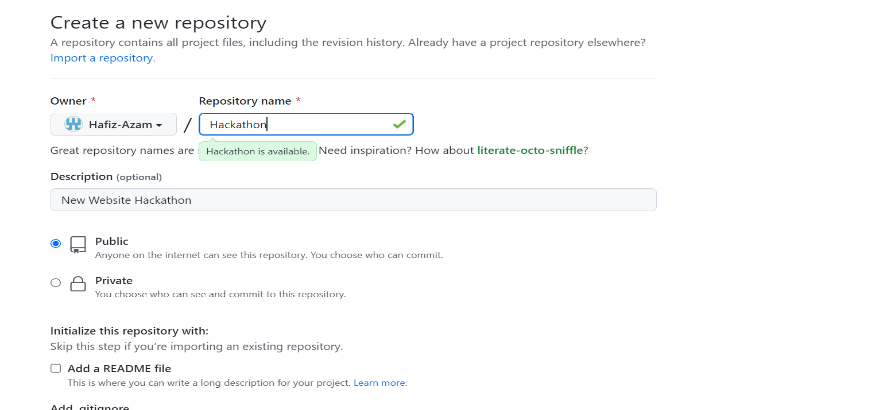 Create a new repository
A repository contains all project files, including the revision history. Already have a project repository elsewhere?
Import a repository.
Owner * Repository name *
Hafiz-Azam / Hackathon
Great repository names are Hackathon is available. Need inspiration? How about literate-octo-sniffle?
Description (optional)
New Website Hackathon
Public
Anyone on the internet can see this repository. You choose who can commit.
Private
You choose who can see and commit to this repository.
Initialize this repository with:
Skip this step if you're importing an existing repository.
Add a README file
This is where you can write a long description for your project. Learn more.
Add .gitignore